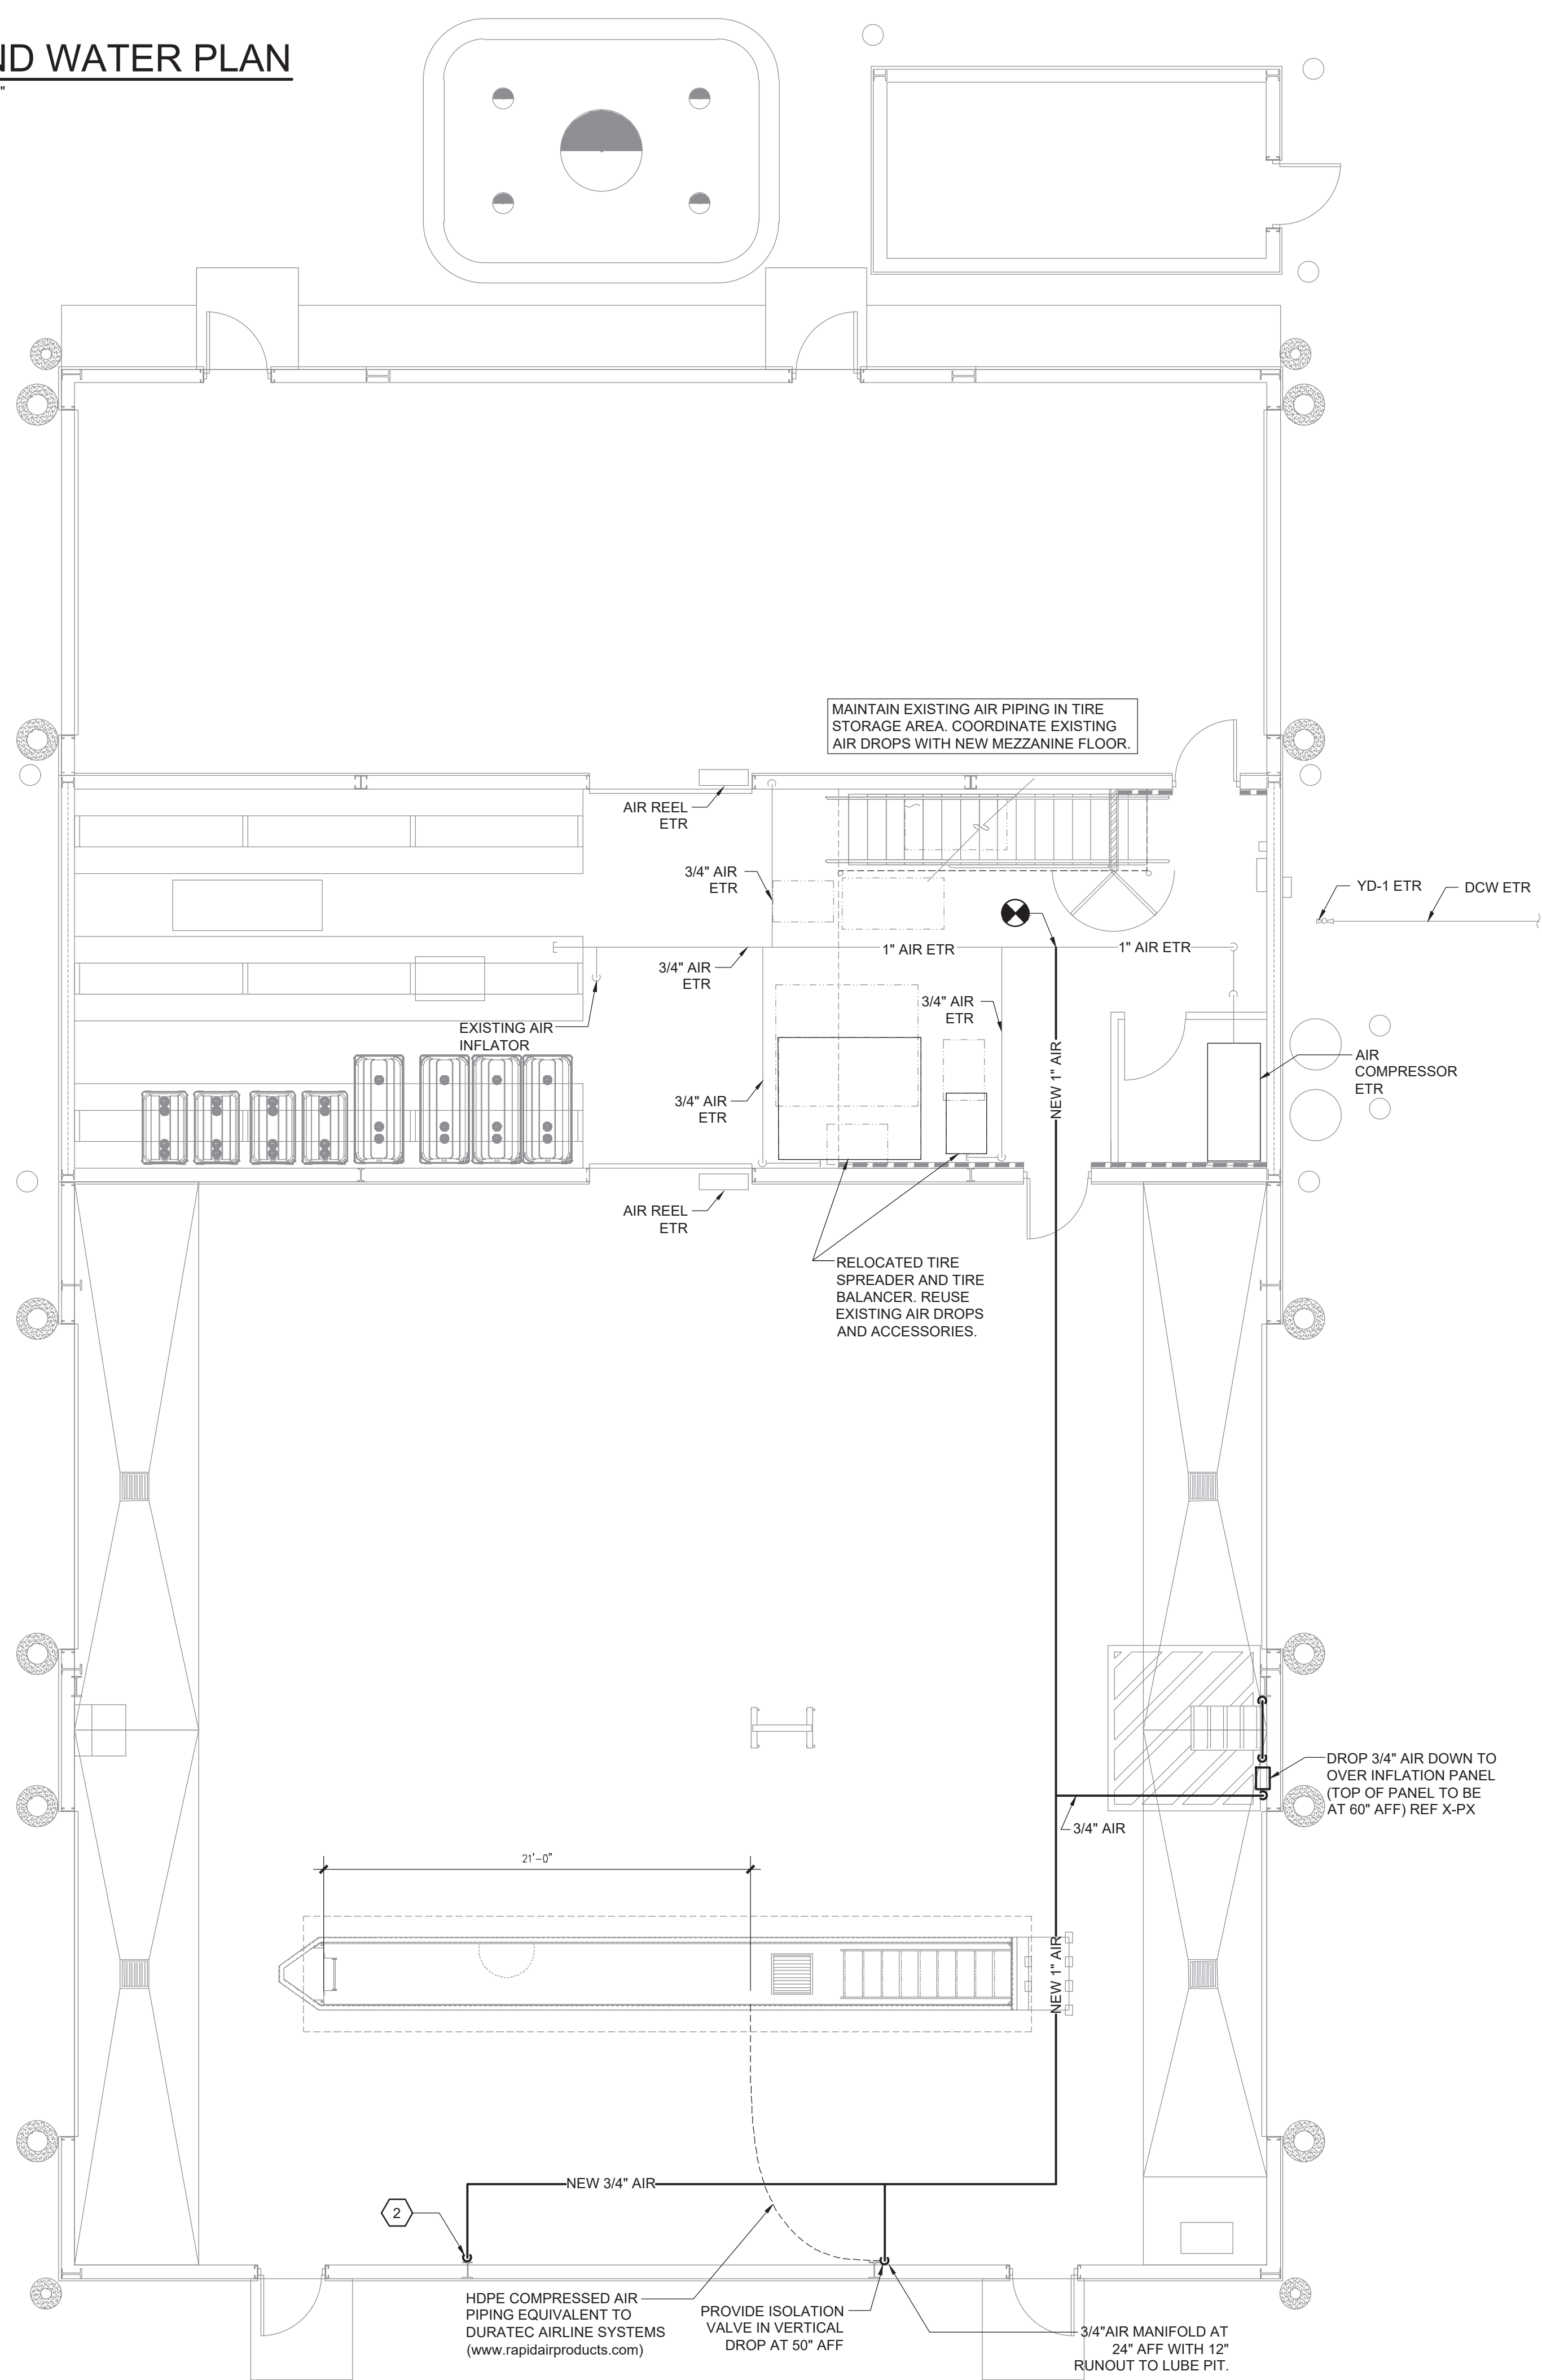 ND WATER PLAN
"
MAINTAIN EXISTING AIR PIPING IN TIRE
STORAGE AREA. COORDINATE EXISTING
AIR DROPS WITH NEW MEZZANINE FLOOR.
AIR REEL
ETR
3/4" AIR
ETR
YD-1 ETR
DCW ETR
1" AIR ETR
1" AIR ETR
3/4" AIR
ETR
3/4" AIR
ETR
EXISTING AIR
INFLATOR
NEW 1" AIR
AIR
COMPRESSOR
ETR
3/4" AIR
ETR
AIR REEL
ETR
RELOCATED TIRE
SPREADER AND TIRE
BALANCER. REUSE
EXISTING AIR DROPS
AND ACCESSORIES.
DROP 3/4" AIR DOWN TO
OVER INFLATION PANEL
(TOP OF PANEL TO BE
AT 60" AFF) REF X-PX
3/4" AIR
21'-0"
NEW 1" AIR
NEW 3/4" AIR
2
HDPE COMPRESSED AIR
PIPING EQUIVALENT TO
DURATEC AIRLINE SYSTEMS
(www.rapidairproducts.com)
PROVIDE ISOLATION
VALVE IN VERTICAL
DROP AT 50" AFF
3/4"AIR MANIFOLD AT
24" AFF WITH 12"
RUNOUT TO LUBE PIT.